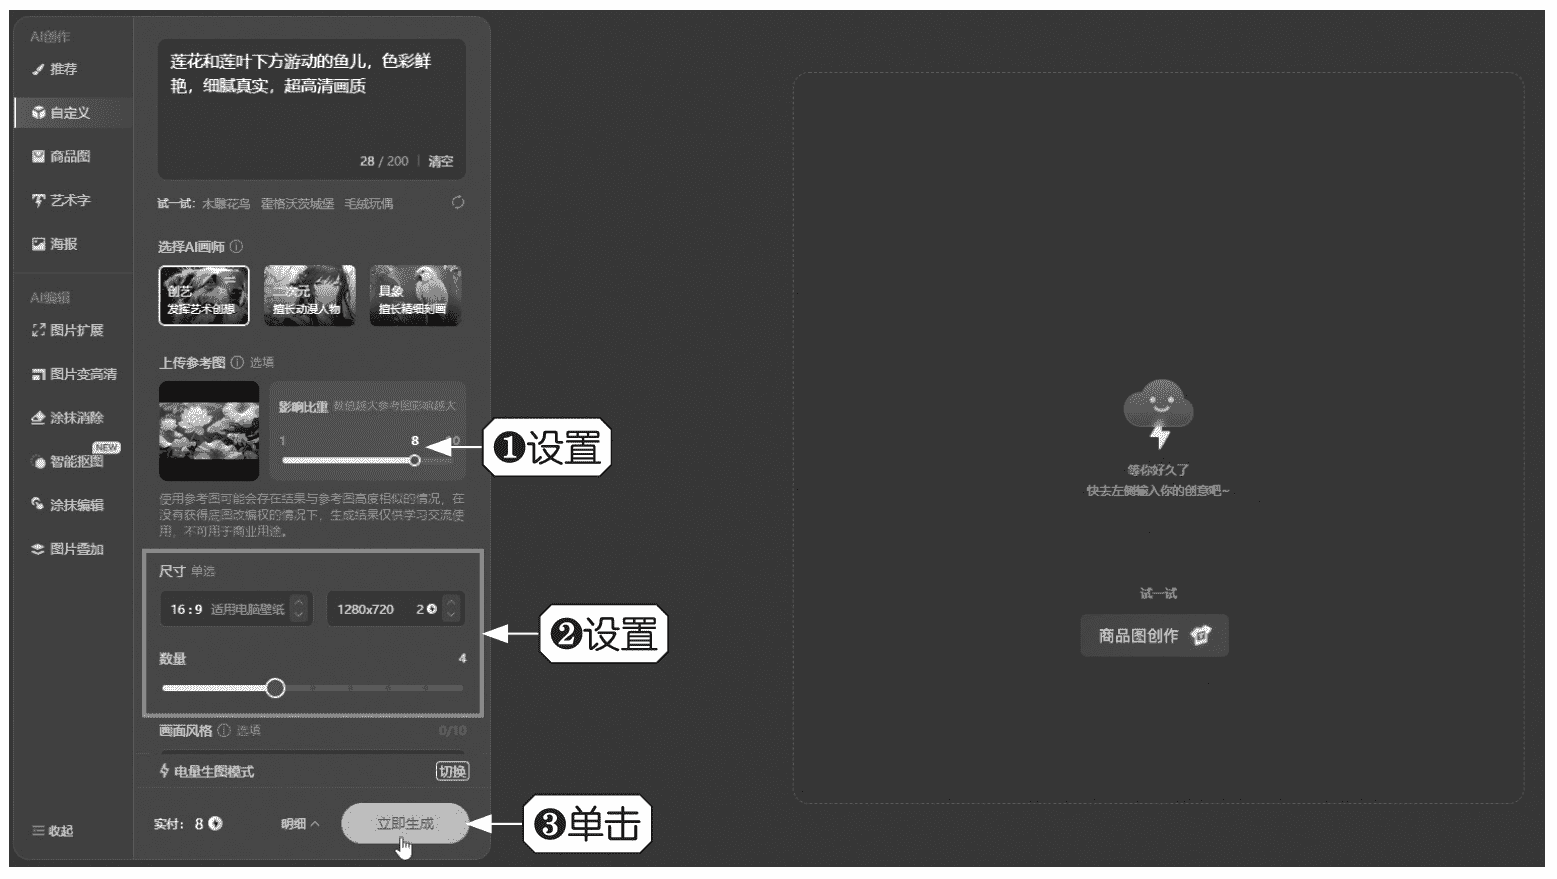 AI创作
推荐
自定义
商品图
艺术字
海报
AI编辑
图片扩展
图片变高清
涂抹消除
NEW
智能抠图
涂抹编辑
图片叠加
收起
莲花和莲叶下方游动的鱼儿，色彩鲜
艳，细腻真实，超高清画质
28 / 200 | 清空
试一试: 木雕花鸟 霍格沃茨城堡 毛绒玩偶
选择AI画师
创艺
发挥艺术创想
二次元
擅长动漫人物
具象
擅长精细刻画
上传参考图 选填
影响比重 数值越大参考图影响越大
1 8
❶设置
使用参考图可能会存在结果与参考图高度相似的情况，在
没有获得底图改编权的情况下，生成结果仅供学习交流使
用，不可用于商业用途。
尺寸 单选
16:9 适用电脑壁纸 1280x720 2
❷设置
数量 4
画面风格 选填 0/10
电量生图模式 切换
实付: 8 明细 立即生成
❸单击
等你好久了
快去左侧输入你的创意吧~
试一试
商品图创作